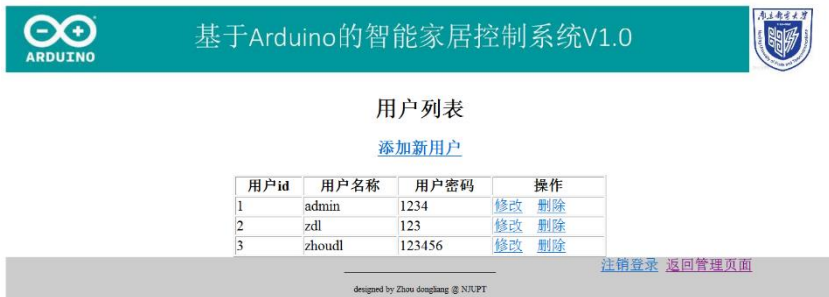 ARDUINO
基于Arduino的智能家居控制系统V1.0
用户列表
添加新用户
用户id 用户名称 用户密码 操作
1 admin 1234 修改 删除
2 zdl 123 修改 删除
3 zhoudl 123456 修改 删除
注销登录 返回管理页面
designed by Zhou dongliang @ NJUPT